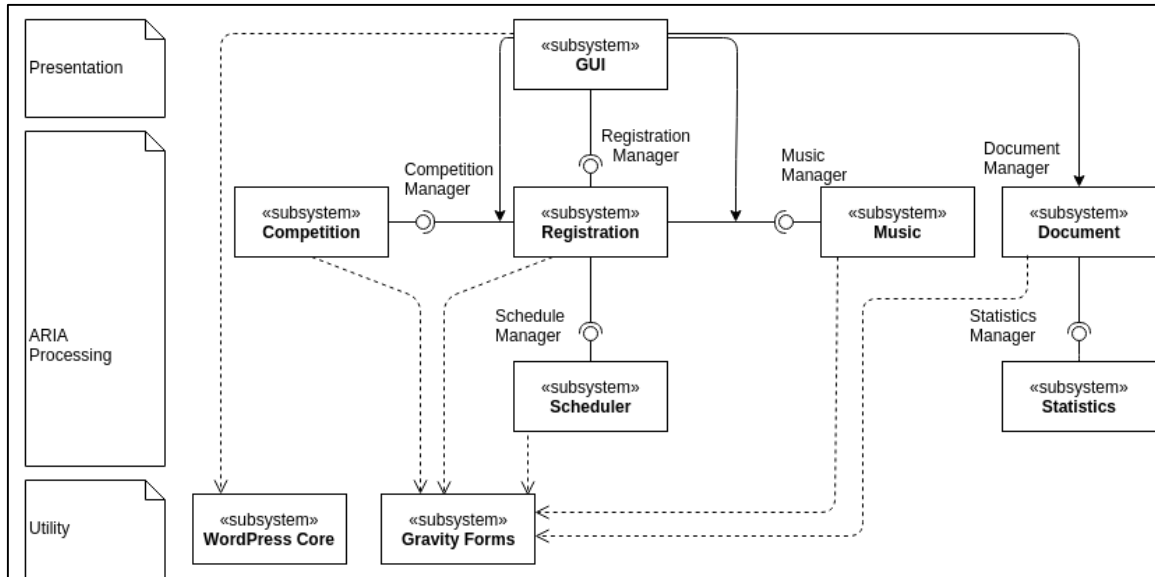 Presentation
«subsystem»
GUI
Registration
Manager
Competition
Manager
Music
Manager
Document
Manager
«subsystem»
Competition
«subsystem»
Registration
«subsystem»
Music
«subsystem»
Document
ARIA
Processing
Schedule
Manager
Statistics
Manager
«subsystem»
Scheduler
«subsystem»
Statistics
Utility
«subsystem»
WordPress Core
«subsystem»
Gravity Forms